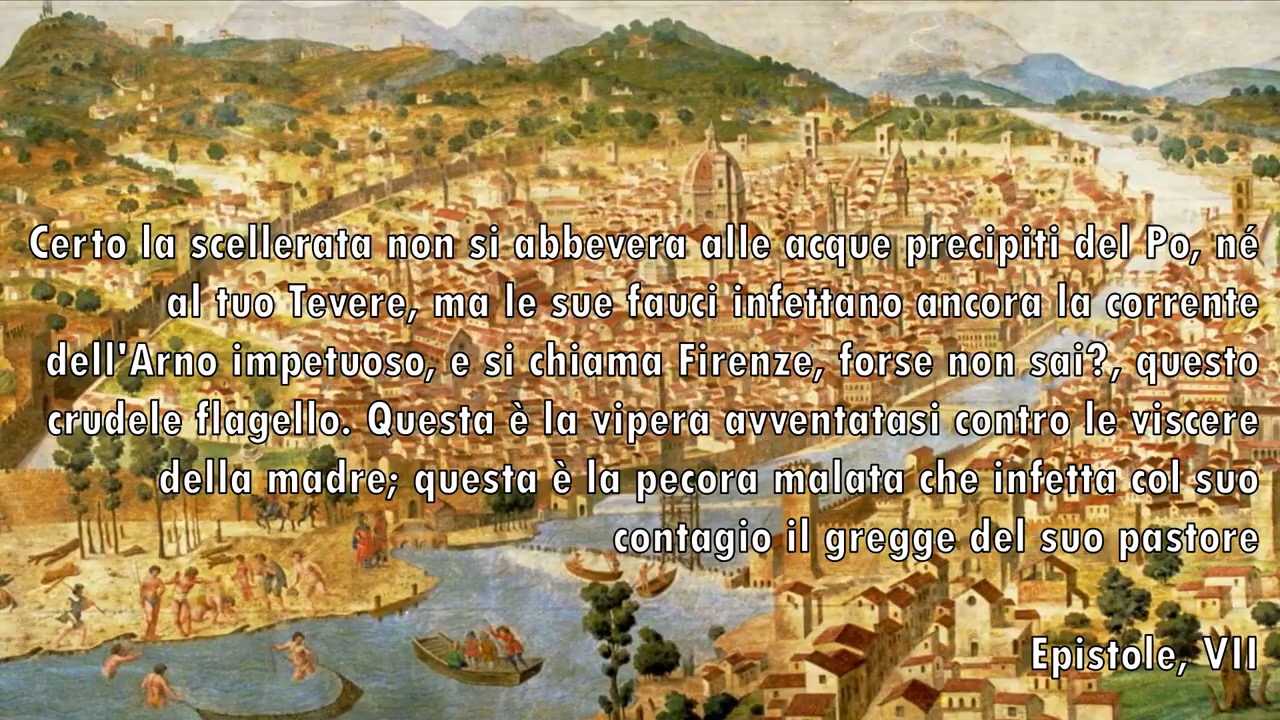 Certo la scellerata non si abbevera alle acque precipiti del Po, né
al tuo Tevere, ma le sue fauci infettano ancora la corrente
dell'Arno impetuoso, e si chiama Firenze, forse non sai?, questo
crudele flagello. Questa è la vipera avventatasi contro le viscere
della madre; questa è la pecora malata che infetta col suo
contagio il gregge del suo pastore
Epistole, VII